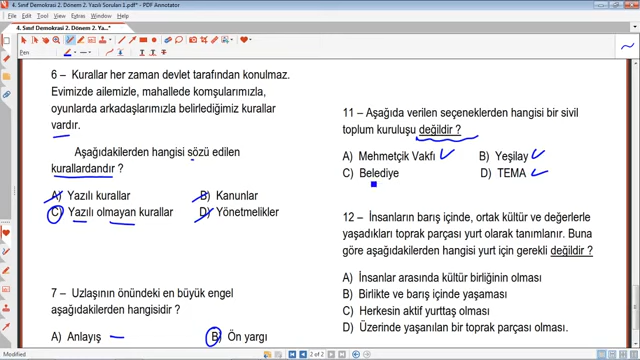 4. Sınıf Demokrasi 2. Dönem 2. Yazılı Soruları 1.pdf* - PDF Annotator
File Edit Insert View Tool Document Extras Window Help
4. Sınıf Demokrasi 2. Dönem 2. Ya...*
Pen
6 – Kurallar her zaman devlet tarafından konulmaz.
Evimizde ailemizle, mahallede komşularımızla,
oyunlarda arkadaşlarımızla belirlediğimiz kurallar
vardır.
Aşağıdakilerden hangisi sözü edilen
kurallardandır ?
A) Yazılı kurallar B) Kanunlar
C) Yazılı olmayan kurallar D) Yönetmelikler
7 – Uzlaşının önündeki en büyük engel
aşağıdakilerden hangisidir ?
A) Anlayış B) Ön yargı
11 – Aşağıda verilen seçeneklerden hangisi bir sivil
toplum kuruluşu değildir ?
A) Mehmetçik Vakfı B) Yeşilay
C) Belediye D) TEMA
12 – İnsanların barış içinde, ortak kültür ve değerlerle
yaşadıkları toprak parçası yurt olarak tanımlanır. Buna
göre aşağıdakilerden hangisi yurt için gerekli değildir ?
A) İnsanlar arasında kültür birliğinin olması
B) Birlikte ve barış içinde yaşaması
C) Herkesin aktif yurttaş olması
D) Üzerinde yaşanılan bir toprak parçası olması.
Modified
2 of 2